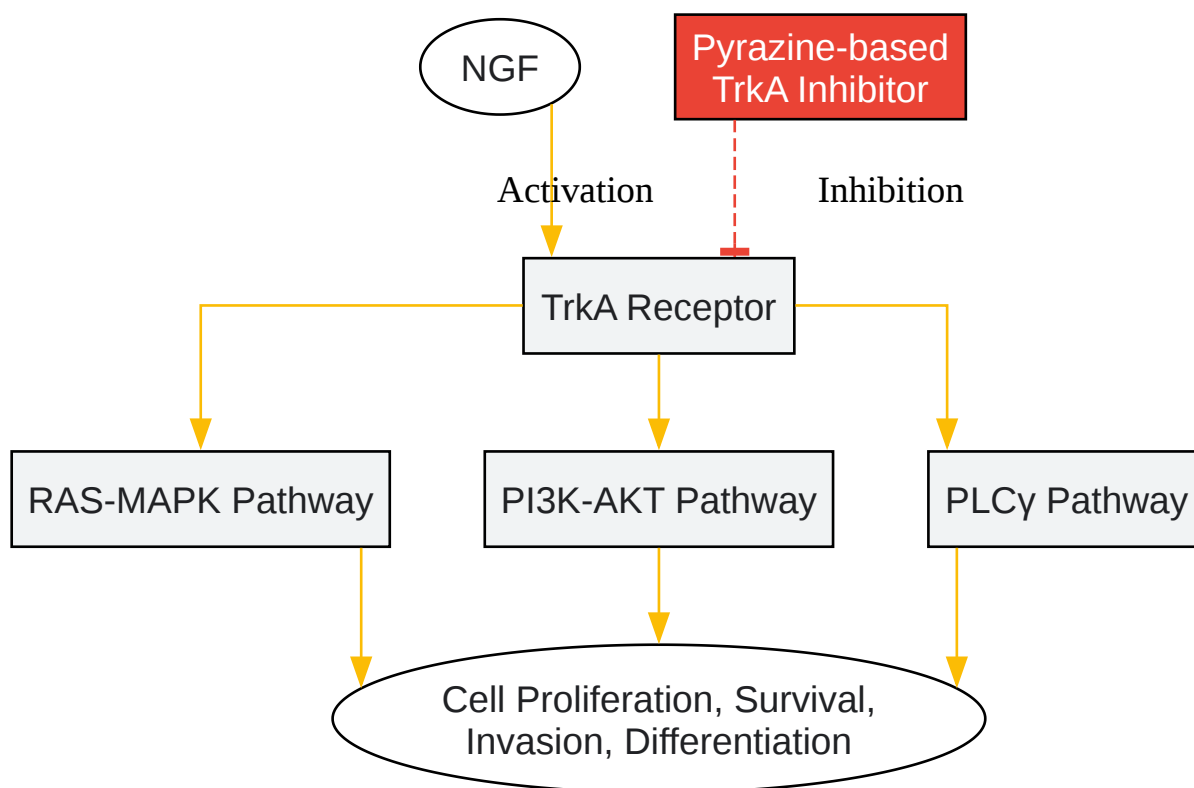 NGF
Pyrazine-based
TrkA Inhibitor
Activation
Inhibition
TrkA Receptor
RAS-MAPK Pathway
PI3K-AKT Pathway
PLCγ Pathway
Cell Proliferation, Survival,
Invasion, Differentiation